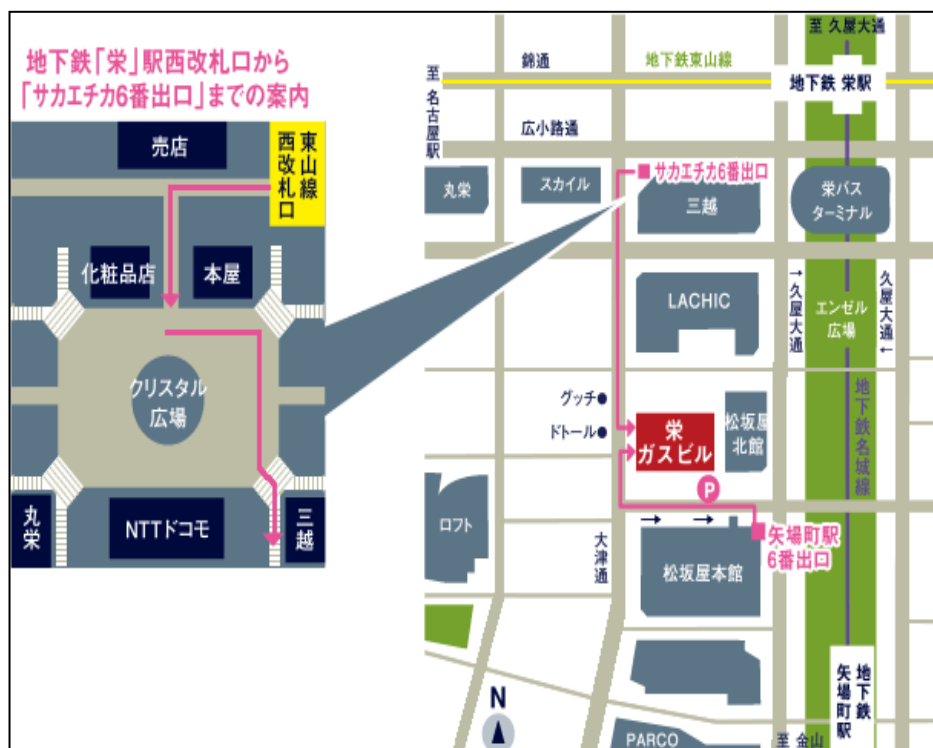 地下鉄「栄」駅西改札口から
「サカエチカ6番出口」までの案内
売店
東山線
西改札口
化粧品店
本屋
クリスタル
広場
丸栄
NTTドコモ
三越
至 久屋大通
錦通
地下鉄東山線
地下鉄 栄駅
至 名古屋駅
広小路通
サカエチカ6番出口
丸栄
スカイル
三越
栄バス
ターミナル
LACHIC
→久屋大通
エンゼル
広場
久屋大通←
グッチ
ドトール
栄
ガスビル
松坂屋
北館
地下鉄名城線
P
ロフト
大津通
矢場町駅
6番出口
松坂屋本館
地下鉄
矢場町駅
N
PARCO
至 金山